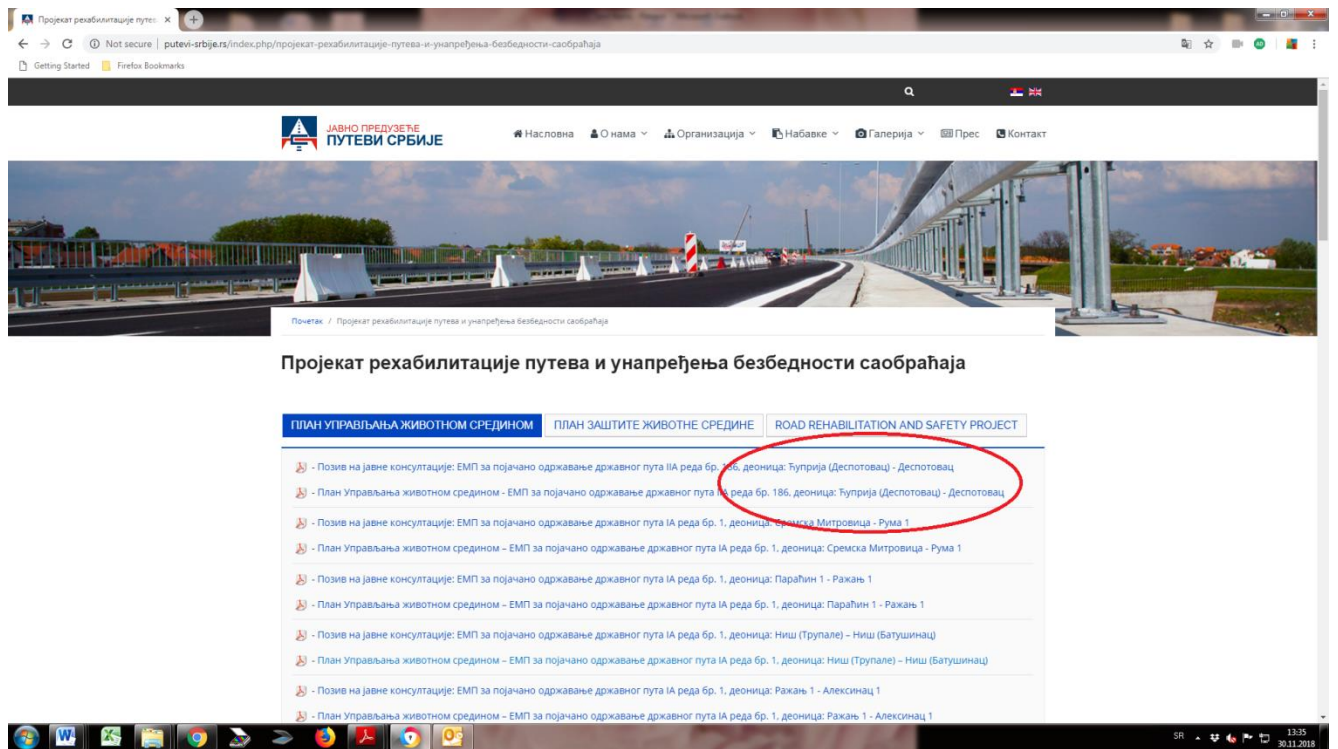 Пројекат рехабилитације путев
Not secure | putevi-srbije.rs/index.php/пројекат-рехабилитације-путева-и-унапређења-безбедности-саобраћаја
Getting Started Firefox Bookmarks
ЈАВНО ПРЕДУЗЕЋЕ
ПУТЕВИ СРБИЈЕ
Насловна О нама Организација Набавке Галерија Прес Контакт
Почетак / Пројекат рехабилитације путева и унапређења безбедности саобраћаја
Пројекат рехабилитације путева и унапређења безбедности саобраћаја
ПЛАН УПРАВЉАЊА ЖИВОТНОМ СРЕДИНОМ ПЛАН ЗАШТИТЕ ЖИВОТНЕ СРЕДИНЕ ROAD REHABILITATION AND SAFETY PROJECT
- Позив на јавне консултације: ЕМП за појачано одржавање државног пута IIА реда бр. 186, деоница: Ћуприја (Деспотовац) - Деспотовац
- План Управљања животном средином - ЕМП за појачано одржавање државног пута IIА реда бр. 186, деоница: Ћуприја (Деспотовац) - Деспотовац
- Позив на јавне консултације: ЕМП за појачано одржавање државног пута IА реда бр. 1, деоница: Сремска Митровица - Рума 1
- План Управљања животном средином – ЕМП за појачано одржавање државног пута IА реда бр. 1, деоница: Сремска Митровица - Рума 1
- Позив на јавне консултације: ЕМП за појачано одржавање државног пута IА реда бр. 1, деоница: Параћин 1 - Ражањ 1
- План Управљања животном средином – ЕМП за појачано одржавање државног пута IА реда бр. 1, деоница: Параћин 1 - Ражањ 1
- Позив на јавне консултације: ЕМП за појачано одржавање државног пута IА реда бр. 1, деоница: Ниш (Трупале) – Ниш (Батушинац)
- План Управљања животном средином – ЕМП за појачано одржавање државног пута IА реда бр. 1, деоница: Ниш (Трупале) – Ниш (Батушинац)
- Позив на јавне консултације: ЕМП за појачано одржавање државног пута IА реда бр. 1, деоница: Ражањ 1 - Алексинац 1
- План Управљања животном средином – ЕМП за појачано одржавање државног пута IА реда бр. 1, деоница: Ражањ 1 - Алексинац 1
SR 13:35
30.11.2018